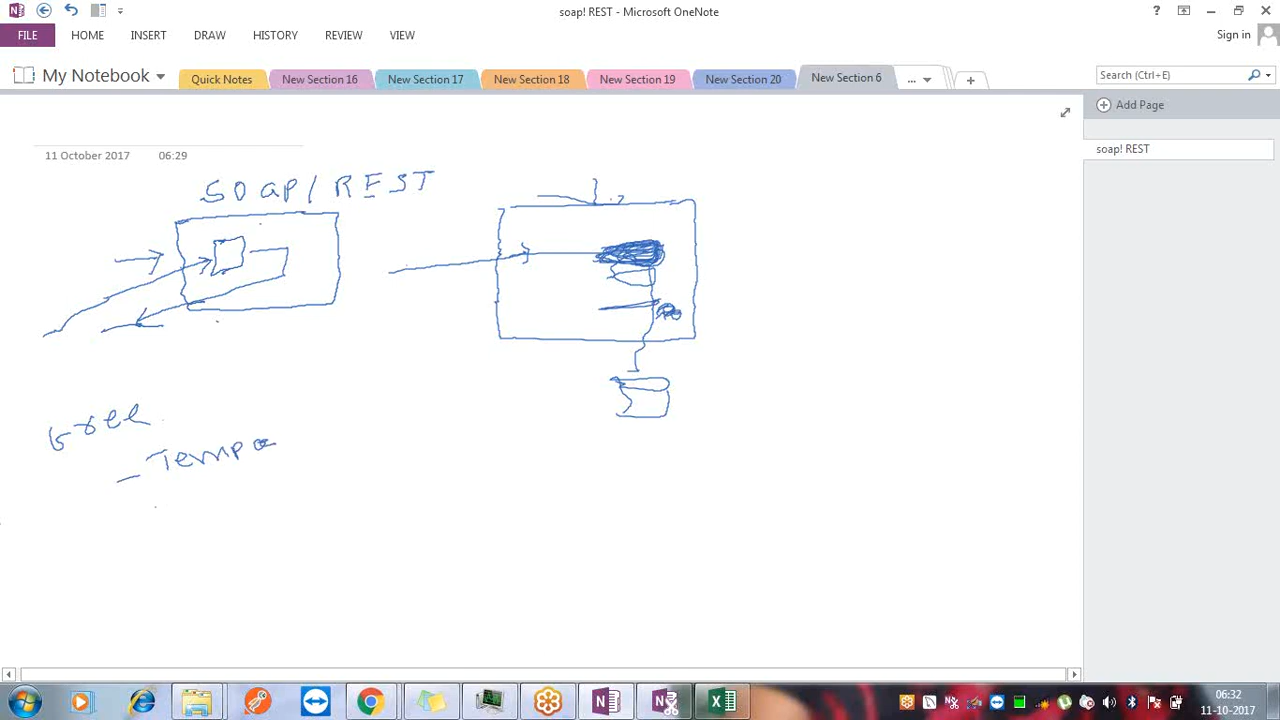 soap! REST - Microsoft OneNote
FILE HOME INSERT DRAW HISTORY REVIEW VIEW
Sign in
My Notebook Quick Notes New Section 16 New Section 17 New Section 18 New Section 19 New Section 20 New Section 6 ...
Search (Ctrl+E)
Add Page
soap! REST
11 October 2017 06:29
SOAP/REST
Temp
06:32
11-10-2017